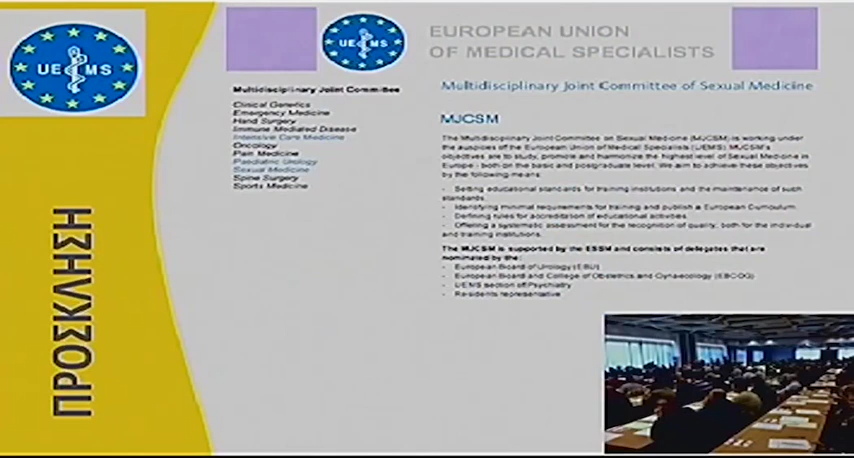 UEMS
ΠΡΟΣΚΛΗΣΗ
UEMS
EUROPEAN UNION
OF MEDICAL SPECIALISTS
Multidisciplinary Joint Committee
Clinical Genetics
Emergency Medicine
Hand Surgery
Immune Mediated Disease
Intensive Care Medicine
Oncology
Pain Medicine
Paediatric Urology
Sexual Medicine
Spine Surgery
Sports Medicine
Multidisciplinary Joint Committee of Sexual Medicine
MJCSM
The Multidisciplinary Joint Committee on Sexual Medicine (MJCSM) is working under
the auspices of the European Union of Medical Specialists (UEMS). MJCSM's
objectives are to study, promote and harmonize the highest level of Sexual Medicine in
Europe - both on the basic and postgraduate level. We aim to achieve these objectives
by the following means:
- Setting educational standards for training institutions and the maintenance of such
standards.
- Identifying minimal requirements for training and publish a European Curriculum.
- Defining rules for accreditation of educational activities.
- Offering a systematic assessment for the recognition of quality, both for the individual
and training institutions.
The MJCSM is supported by the ESSM and consists of delegates that are
nominated by the:
- European Board of Urology (EBU)
- European Board and College of Obstetrics and Gynaecology (EBCOG)
- UEMS section of Psychiatry
- Residents representative